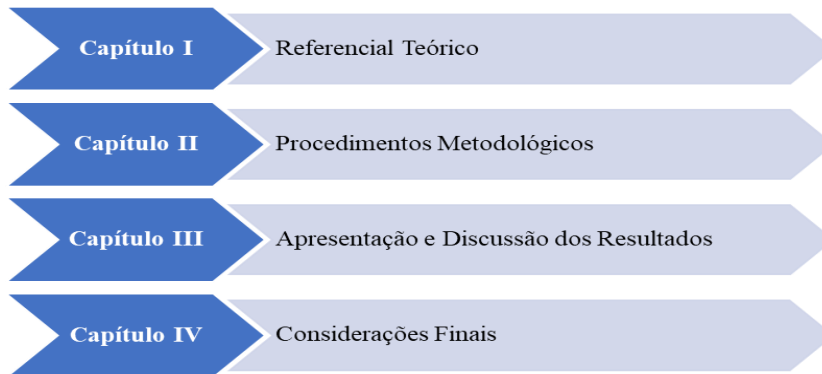 Capítulo I
Referencial Teórico
Capítulo II
Procedimentos Metodológicos
Capítulo III
Apresentação e Discussão dos Resultados
Capítulo IV
Considerações Finais